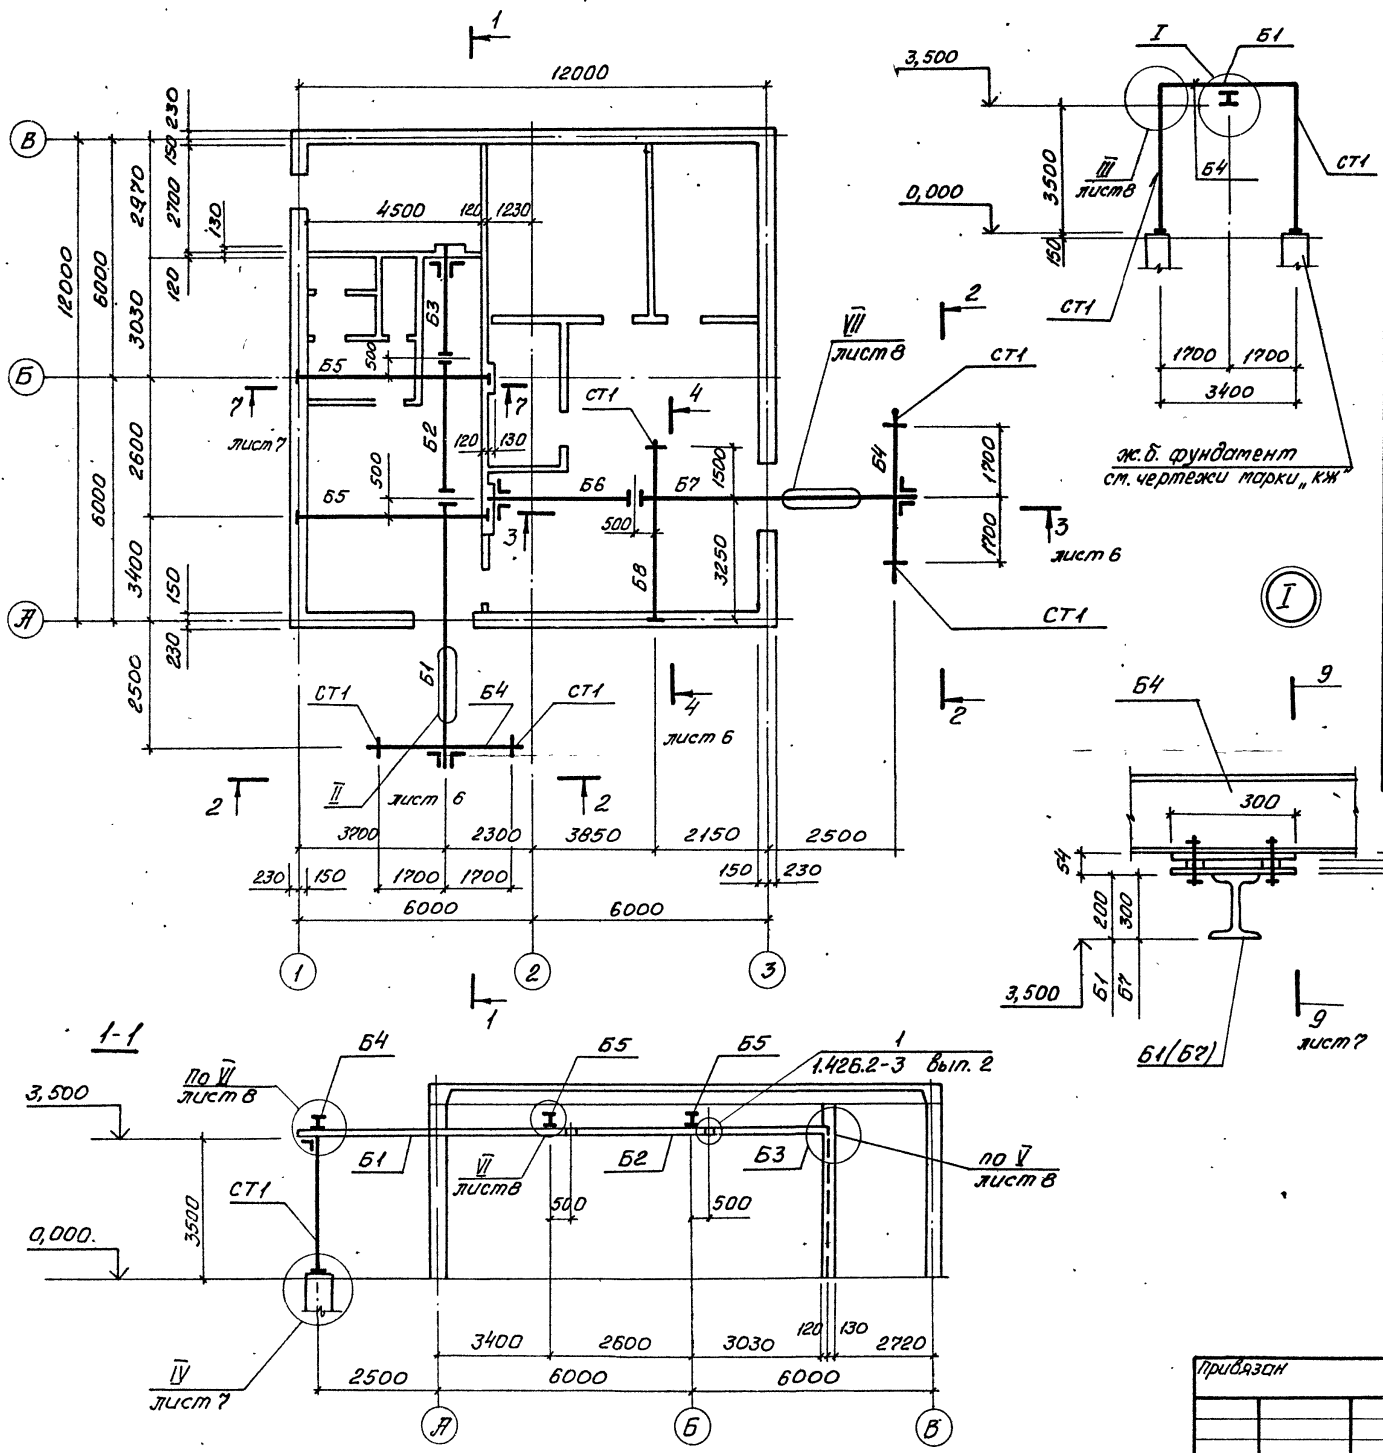 1
12000
В
230
150
2970
2700
130
12000
6000
3030
120
4500
120
1230
Б3
500
Б5
Б
7
7
лист 7
Б2
120
130
СТ1
4
VII
лист 8
2
СТ1
Б4
1700
1700
2600
500
Б5
Б6
Б7
1500
500
3
3
лист 6
6000
3400
150
Б8
3250
А
230
СТ1
2500
СТ1
Б1
Б4
СТ1
4
лист 6
2
2
II
лист 6
2
3700
2300
3850
2150
2500
230
150
1700
1700
150
230
6000
6000
1
2
3
1
3,500
I
Б1
3500
III
лист 8
Б4
СТ1
0,000
150
СТ1
1700
1700
3400
ж.б. фундамент
см. чертежи марки „КЖ"
I
Б4
9
300
54
200
300
3,500
Б1
Б7
Б1(Б7)
9
лист 7
1-1
По VI
лист 8
Б4
Б5
Б5
1
1.426.2-3 вып. 2
3,500
Б1
VI
лист 8
Б2
Б3
по V
лист 8
СТ1
3500
500
500
0,000.
3400
2600
3030
120
130
2720
IV
лист 7
2500
6000
6000
А
Б
В
привязан